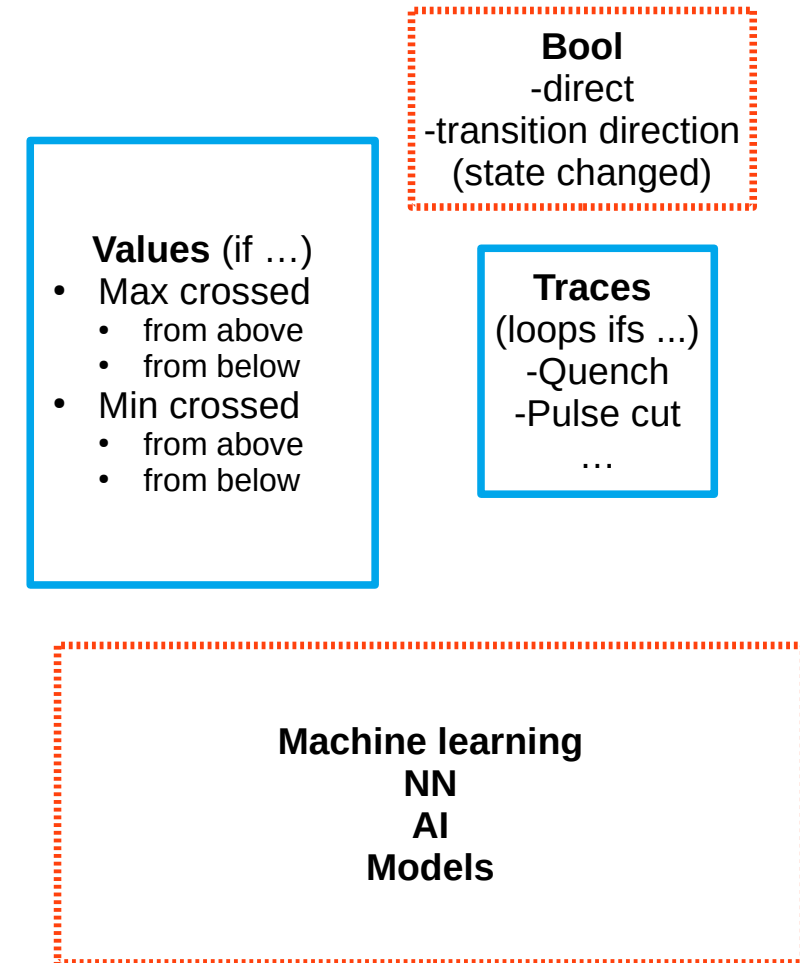 Bool
-direct
-transition direction
(state changed)
Values (if …)
• Max crossed
• from above
• from below
• Min crossed
• from above
• from below
Traces
(loops ifs ...)
-Quench
-Pulse cut
…
Machine learning
NN
AI
Models